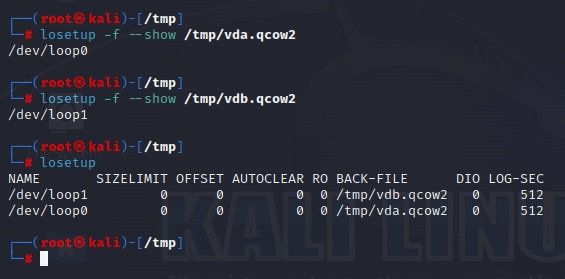 ┌──(root㉿kali)-[/tmp]
└─# losetup -f --show /tmp/vda.qcow2
/dev/loop0
┌──(root㉿kali)-[/tmp]
└─# losetup -f --show /tmp/vdb.qcow2
/dev/loop1
┌──(root㉿kali)-[/tmp]
└─# losetup
NAME       SIZELIMIT OFFSET AUTOCLEAR RO BACK-FILE      DIO LOG-SEC
/dev/loop1         0      0         0  0 /tmp/vdb.qcow2   0     512
/dev/loop0         0      0         0  0 /tmp/vda.qcow2   0     512
┌──(root㉿kali)-[/tmp]
└─#
KALI LINU